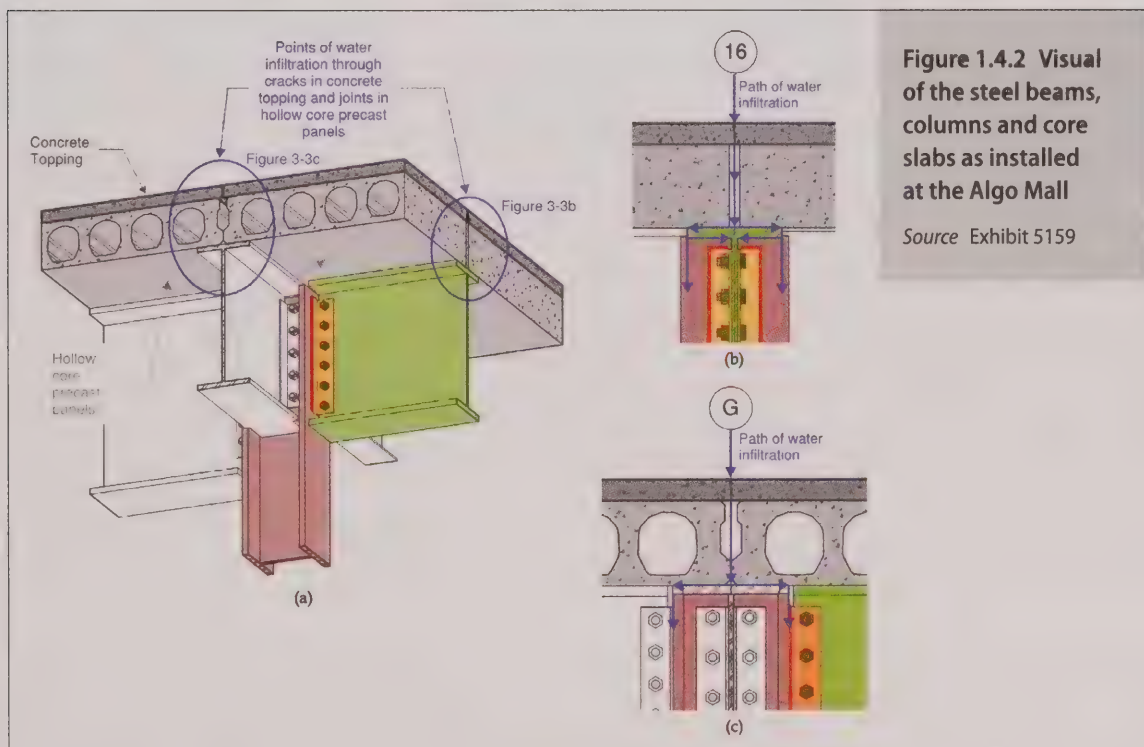 Points of water
infiltration through
cracks in concrete
topping and joints in
hollow core precast
panels
Concrete
Topping
Figure 3-3c
Figure 3-3b
Hollow
core
precast
panels
(a)
16
Path of water
infiltration
(b)
G
Path of water
infiltration
(c)
Figure 1.4.2 Visual
of the steel beams,
columns and core
slabs as installed
at the Algo Mall
Source Exhibit 5159